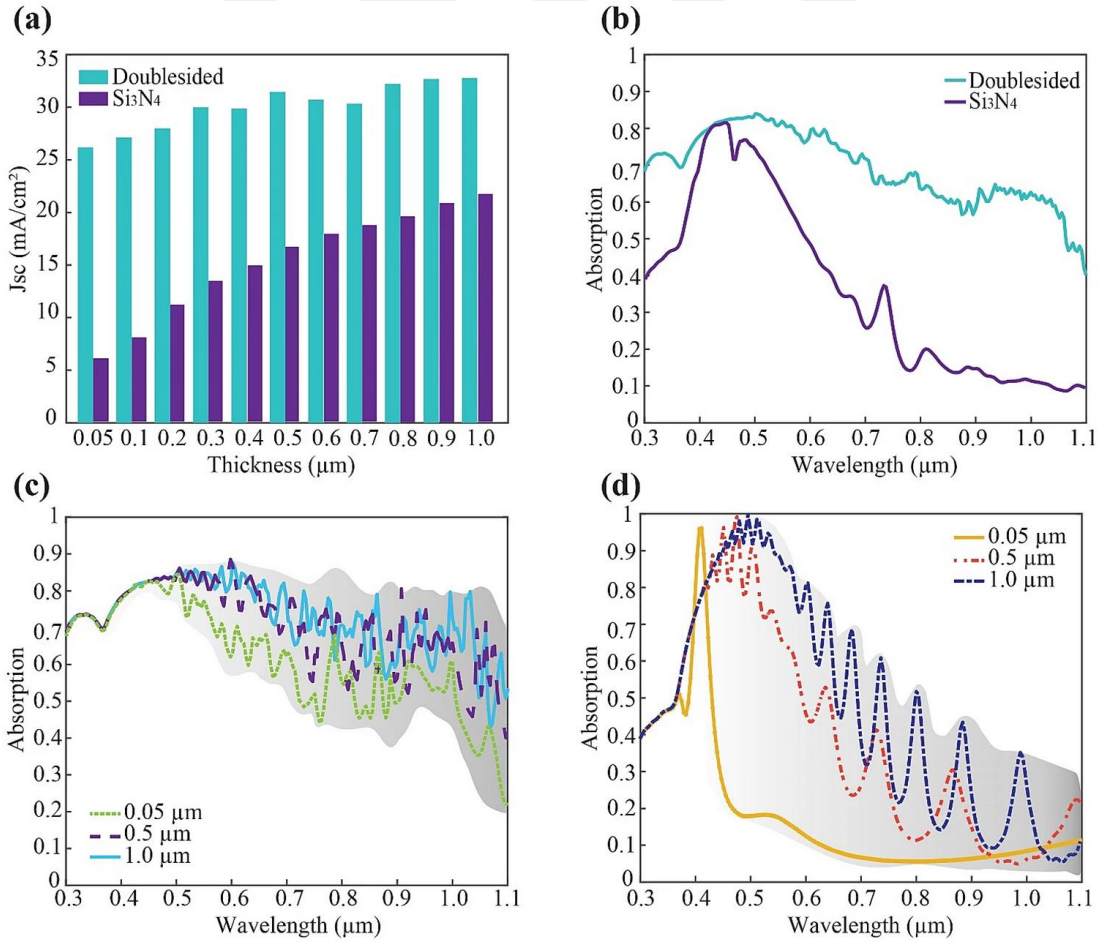 (a)
35
30
25
20
15
10
5
0
Jsc (mA/cm²)
Doublesided
Si₃N₄
0.05 0.1 0.2 0.3 0.4 0.5 0.6 0.7 0.8 0.9 1.0
Thickness (μm)
(b)
1
0.9
0.8
0.7
0.6
0.5
0.4
0.3
0.2
0.1
0
Absorption
Doublesided
Si₃N₄
0.3 0.4 0.5 0.6 0.7 0.8 0.9 1.0 1.1
Wavelength (μm)
(c)
1
0.9
0.8
0.7
0.6
0.5
0.4
0.3
0.2
0.1
0
Absorption
0.05 μm
0.5 μm
1.0 μm
0.3 0.4 0.5 0.6 0.7 0.8 0.9 1.0 1.1
Wavelength (μm)
(d)
1
0.9
0.8
0.7
0.6
0.5
0.4
0.3
0.2
0.1
0
Absorption
0.05 μm
0.5 μm
1.0 μm
0.3 0.4 0.5 0.6 0.7 0.8 0.9 1.0 1.1
Wavelength (μm)